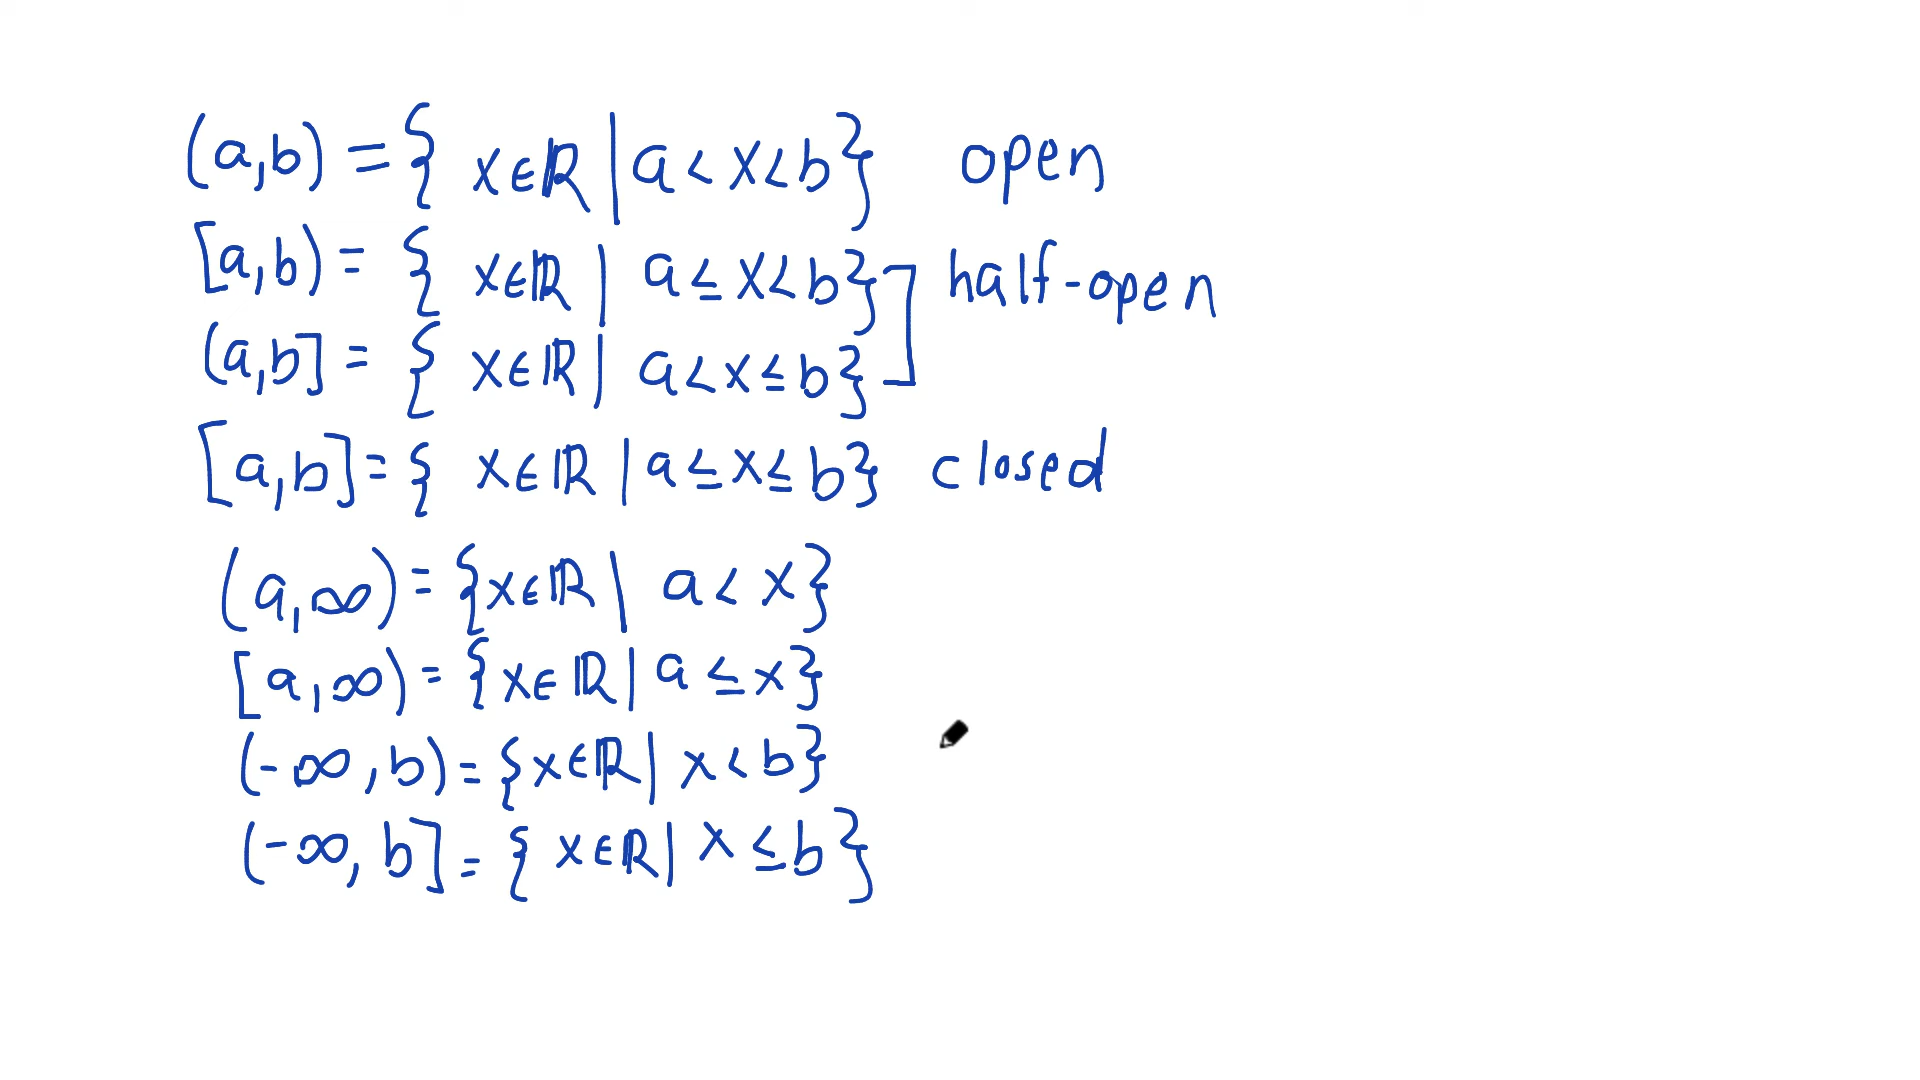 (a,b) = { x∈ℝ | a < x < b} open
[a,b) = { x∈ℝ | a ≤ x < b} ] half-open
(a,b] = { x∈ℝ | a < x ≤ b}
[a,b] = { x∈ℝ | a ≤ x ≤ b} closed
(a,∞) = {x∈ℝ | a < x}
[a,∞) = {x∈ℝ | a ≤ x}
(-∞,b) = {x∈ℝ | x < b}
(-∞,b] = { x∈ℝ | x ≤ b}